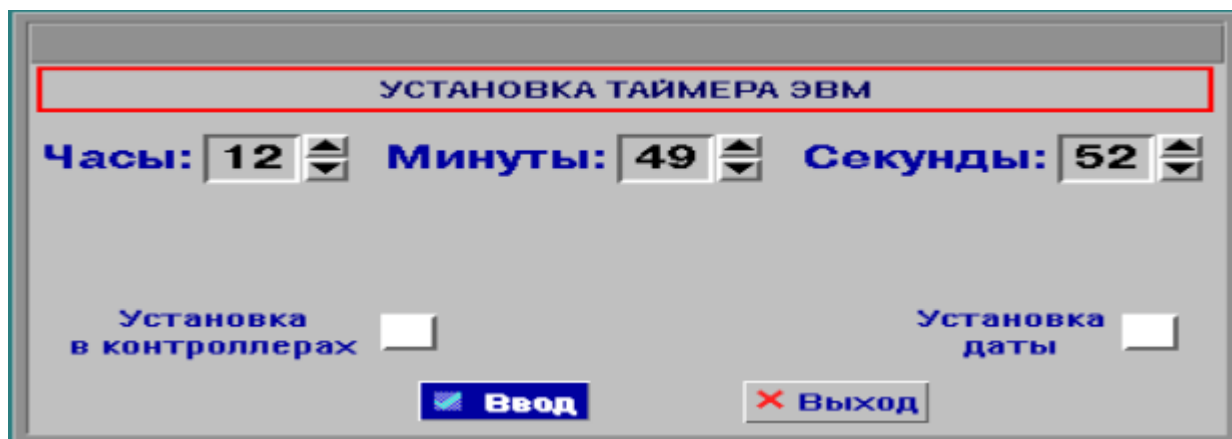 УСТАНОВКА ТАЙМЕРА ЭВМ
Часы: 12 Минуты: 49 Секунды: 52
Установка
в контроллерах
Установка
даты
Ввод Выход